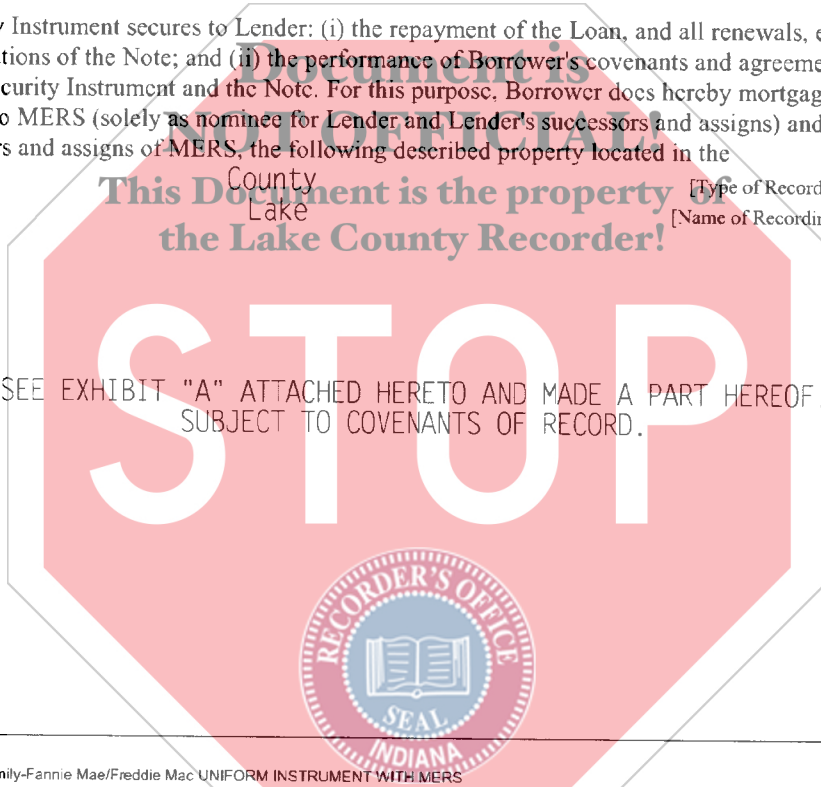 Instrument secures to Lender: (i) the repayment of the Loan, and all renewals,
tions of the Note; and (ii) the performance of Borrower's covenants and agreeme
curity Instrument and the Note. For this purpose, Borrower does hereby mortgag
o MERS (solely as nominee for Lender and Lender's successors and assigns) and
s and assigns of MERS, the following described property located in the
County [Type of Record
Lake [Name of Recordin
Document is
NOT OFFICIAL!
This Document is the property of
the Lake County Recorder!
STOP
SEE EXHIBIT "A" ATTACHED HERETO AND MADE A PART HEREOF
SUBJECT TO COVENANTS OF RECORD.
RECORDER'S OFFICE
SEAL
INDIANA
mily-Fannie Mae/Freddie Mac UNIFORM INSTRUMENT WITH MERS